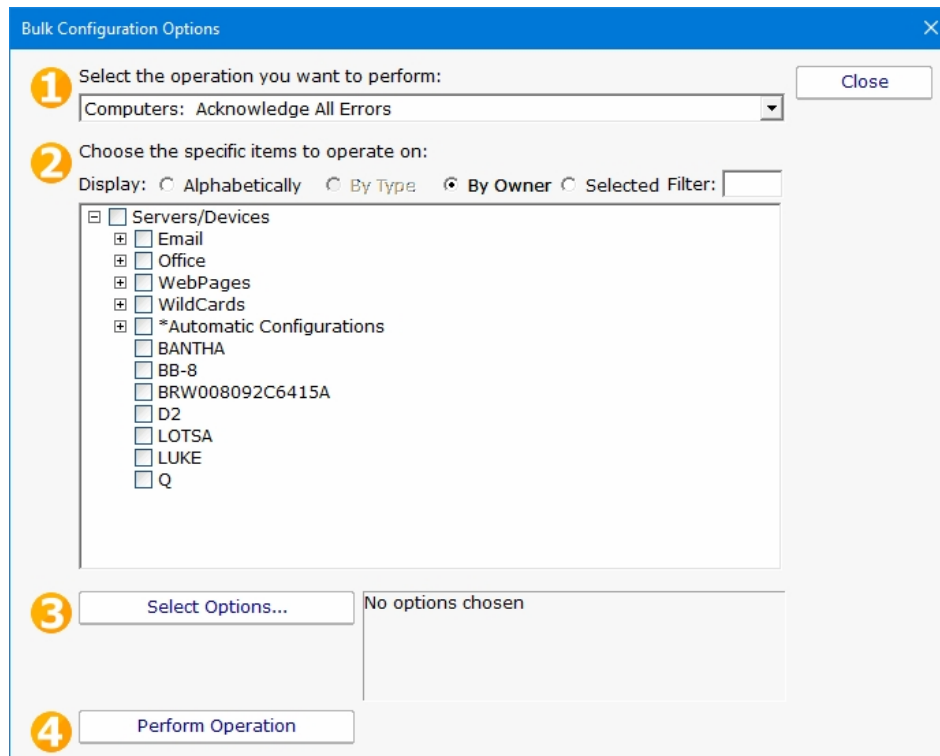 Bulk Configuration Options
1 Select the operation you want to perform:
Close
Computers: Acknowledge All Errors
2 Choose the specific items to operate on:
Display: Alphabetically By Type By Owner Selected Filter:
Servers/Devices
Email
Office
WebPages
WildCards
*Automatic Configurations
BANTHA
BB-8
BRW008092C6415A
D2
LOTSA
LUKE
Q
3 Select Options... No options chosen
4 Perform Operation